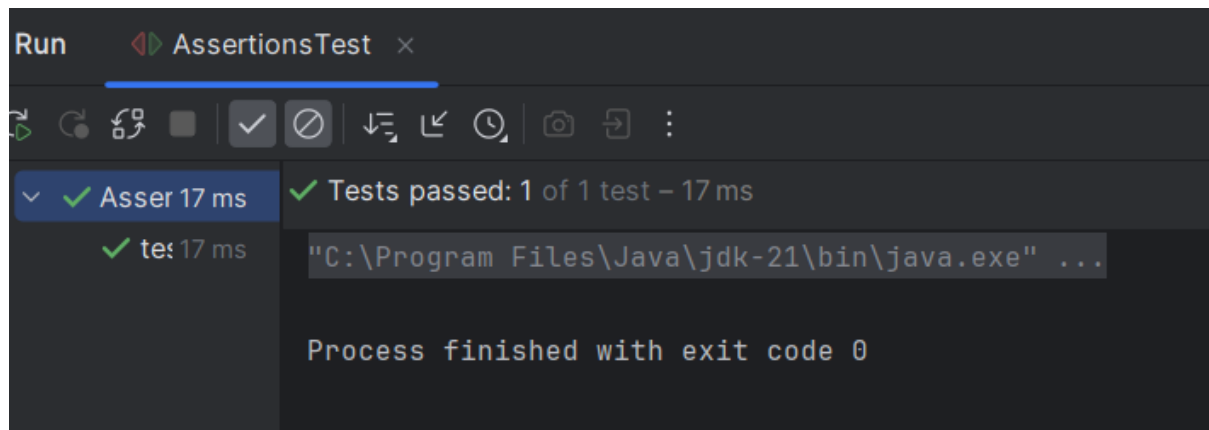 Run AssertionsTest
Asser 17 ms
Tests passed: 1 of 1 test – 17 ms
tes 17 ms
"C:\Program Files\Java\jdk-21\bin\java.exe" ...
Process finished with exit code 0